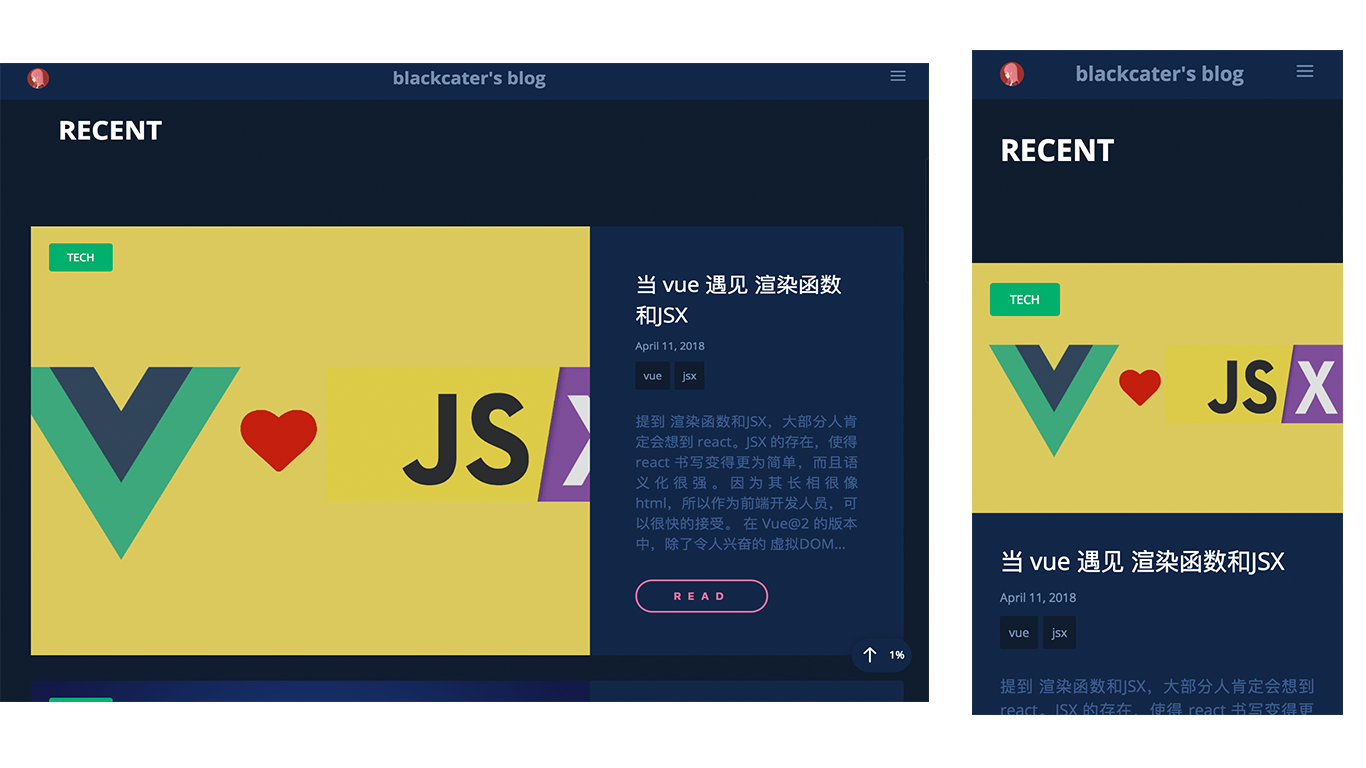 blackcater's blog
RECENT
TECH
JSX
当 vue 遇见 渲染函数
和JSX
April 11, 2018
vue jsx
提到 渲染函数和JSX，大部分人肯
定会想到 react。JSX 的存在，使得
react 书写变得更为简单，而且语
义化很强。因为其长相很像
html，所以作为前端开发人员，可
以很快的接受。 在 Vue@2 的版本
中，除了令人兴奋的 虚拟DOM...
READ
1%
blackcater's blog
RECENT
TECH
JSX
当 vue 遇见 渲染函数和JSX
April 11, 2018
vue jsx
提到 渲染函数和JSX，大部分人肯定会想到
react。JSX 的存在，使得 react 书写变得更